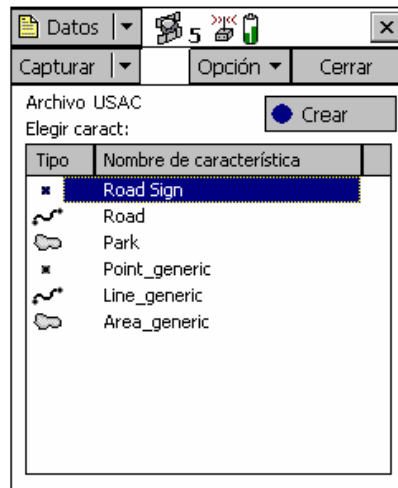 Datos 5
Capturar Opción Cerrar
Archivo USAC
Elegir caract:
Crear
Tipo Nombre de característica
Road Sign
Road
Park
Point_generic
Line_generic
Area_generic